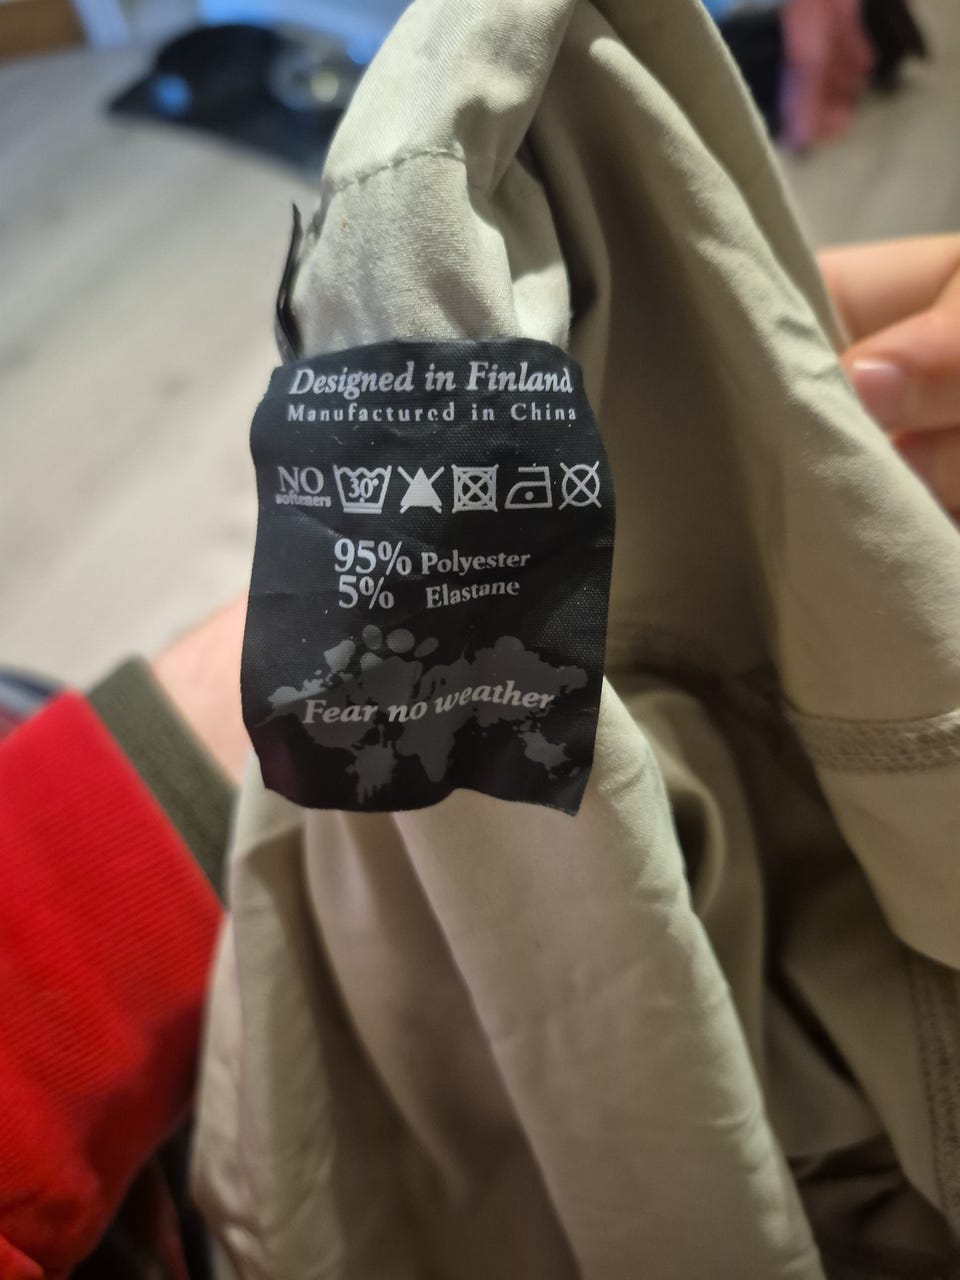 Designed in Finland
Manufactured in China
NO
softeners
30°
95% Polyester
5% Elastane
Fear no weather